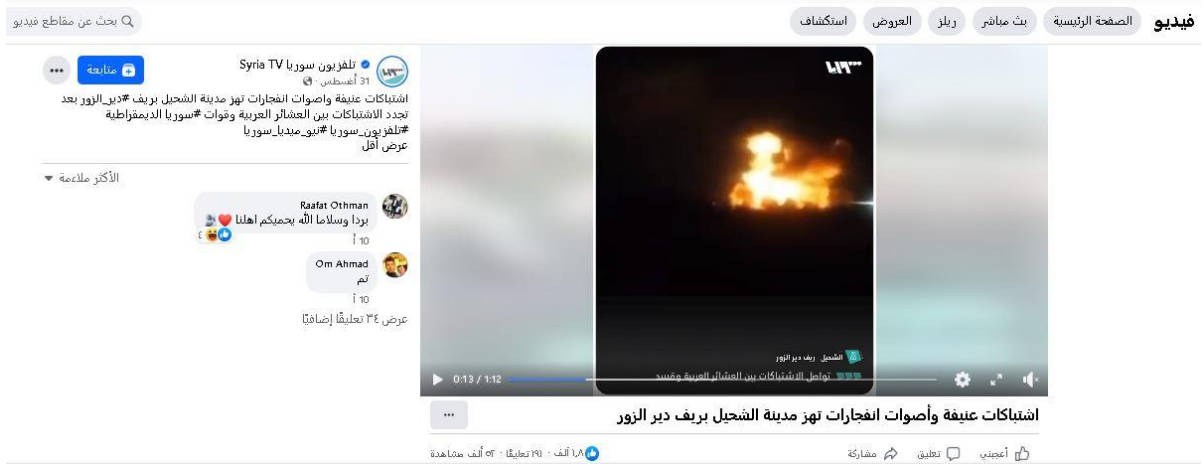 فيديو
الصفحة الرئيسية
بث مباشر
ريلز
العروض
استكشاف
بحث عن مقاطع فيديو
تلفزيون سوريا Syria TV
31 أغسطس ·
متابعة
اشتباكات عنيفة واصوات انفجارات تهز مدينة الشحيل بريف #دير_الزور بعد
تجدد الاشتباكات بين العشائر العربية وقوات #سوريا الديمقراطية
#تلفزيون_سوريا #نيو_ميديا_سوريا
عرض أقل
الأكثر ملاءمة
Raafat Othman
بردا وسلاما الله يحميكم اهلنا
٤
10 أ
Om Ahmad
تم
10 أ
عرض ٣٤ تعليقًا إضافيًا
سوريا
الشحيل ريف دير الزور
تواصل الاشتباكات بين العشائر العربية وقسد
0:13 / 1:12
اشتباكات عنيفة وأصوات انفجارات تهز مدينة الشحيل بريف دير الزور
أعجبني
تعليق
مشاركة
١٫٨ ألف · ١٩١ تعليقًا · ٥٢ ألف مشاهدة